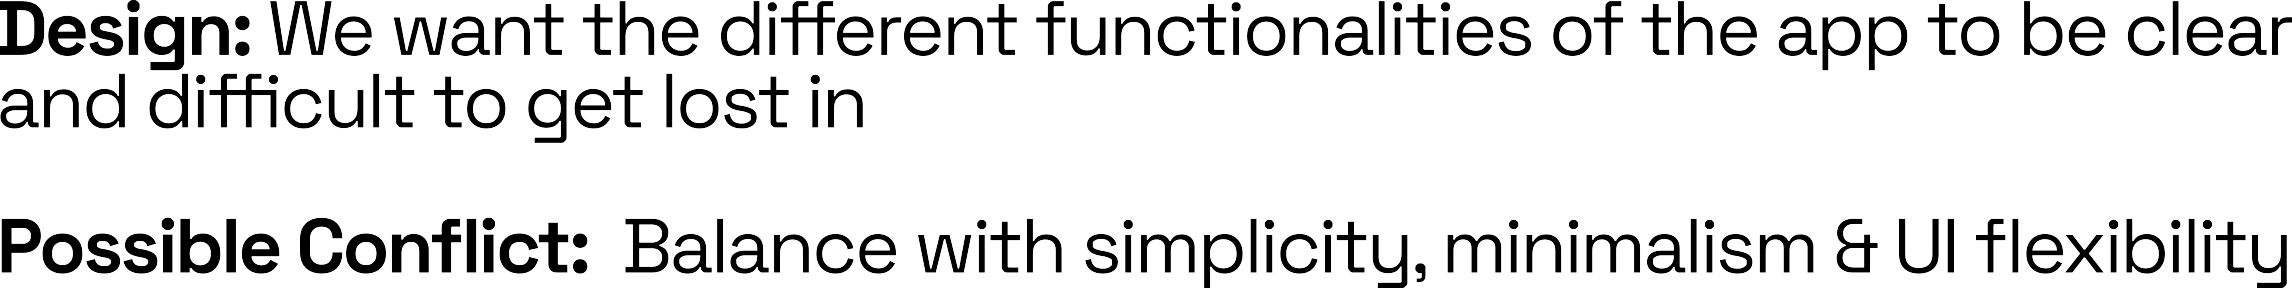 Design: We want the different functionalities of the app to be clear
and difficult to get lost in
Possible Conflict: Balance with simplicity, minimalism & UI flexibility